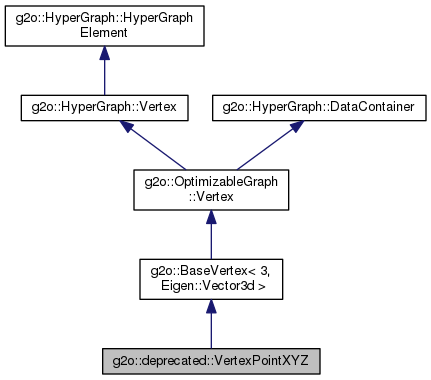 g2o::HyperGraph::HyperGraph
Element
g2o::HyperGraph::Vertex
g2o::HyperGraph::DataContainer
g2o::OptimizableGraph
::Vertex
g2o::BaseVertex< 3,
Eigen::Vector3d >
g2o::deprecated::VertexPointXYZ